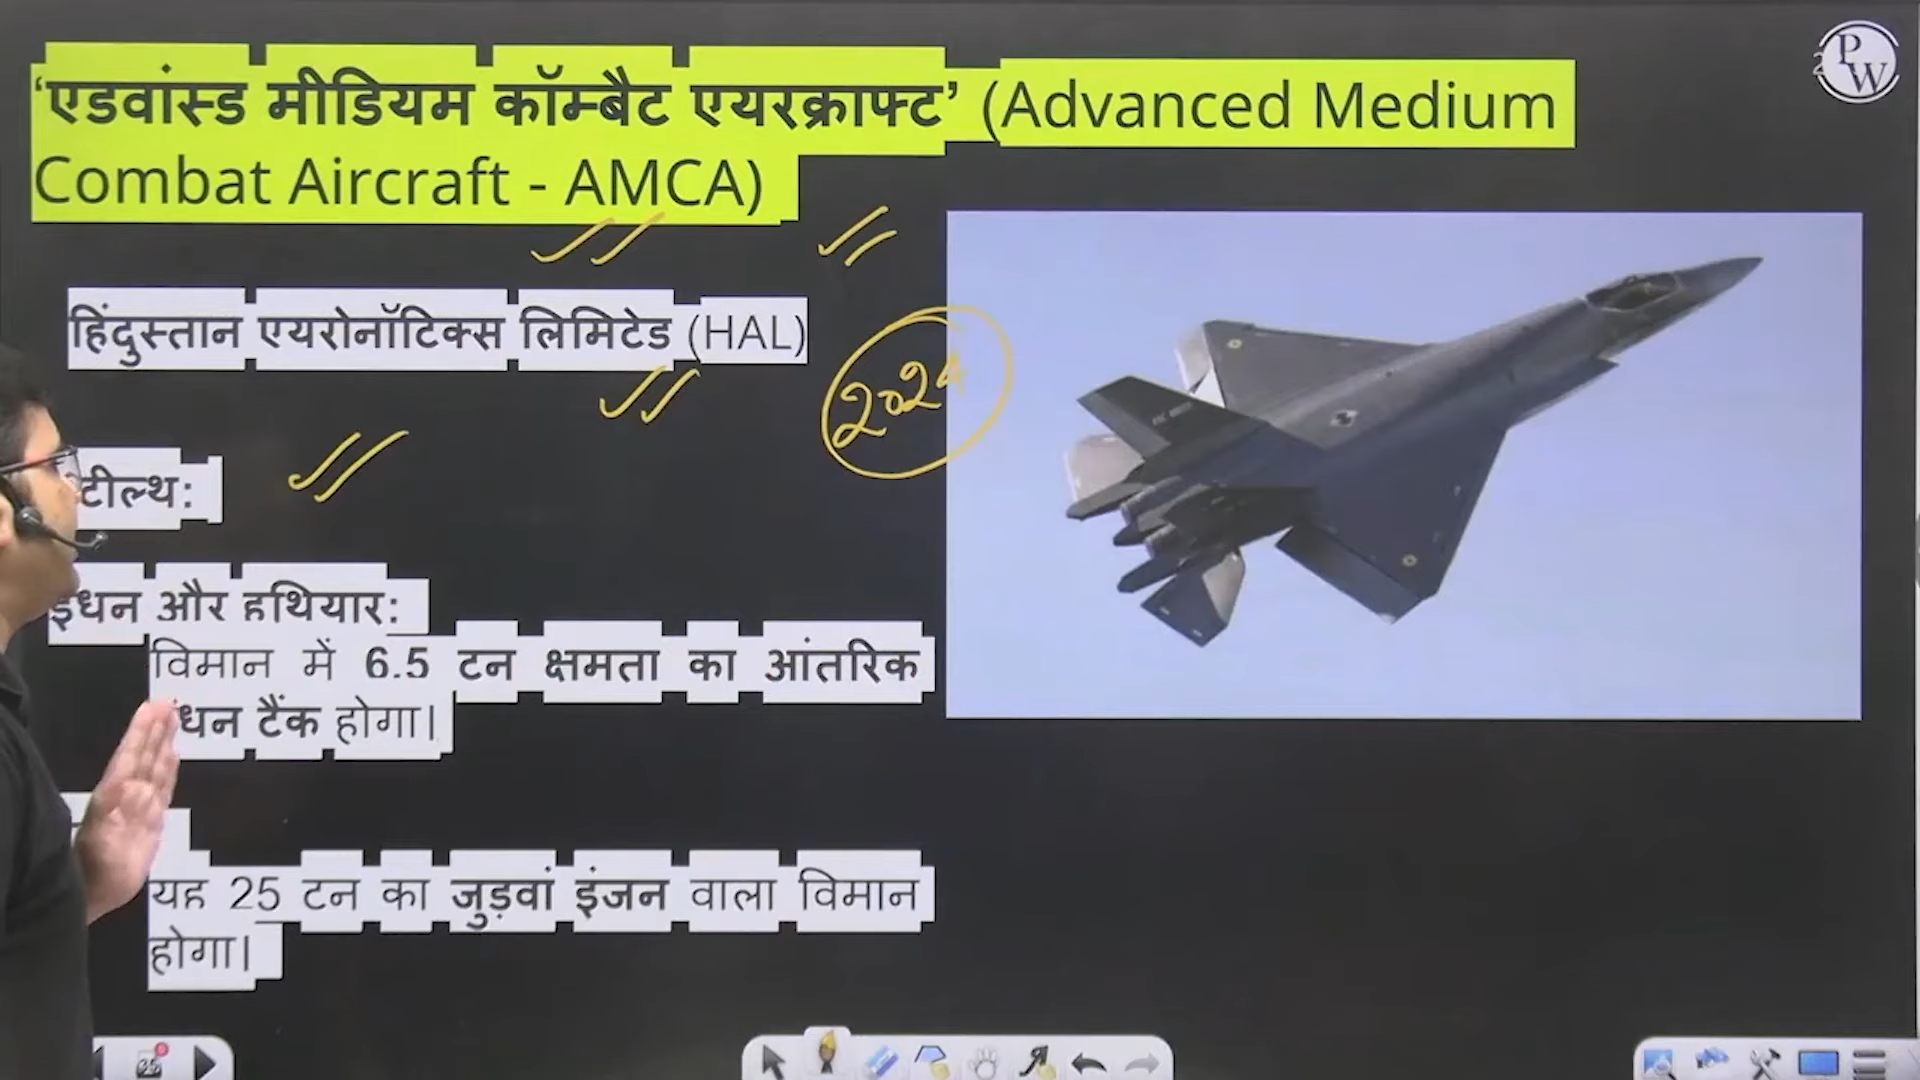 ‘एडवांस्ड मीडियम कॉम्बैट एयरक्राफ्ट’ (Advanced Medium
Combat Aircraft - AMCA)
हिंदुस्तान एयरोनॉटिक्स लिमिटेड (HAL)
2024
इंधन और हथियार:
विमान में 6.5 टन क्षमता का आंतरिक
टैंक होगा।
यह 25 टन का जुड़वां इंजन वाला विमान
होगा।
PW